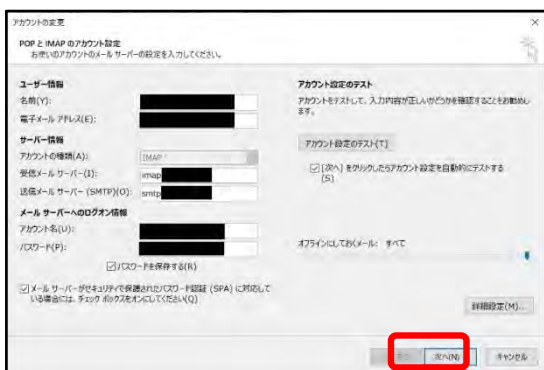 アカウントの変更
POP と IMAP のアカウント設定
お使いのアカウントのメール サーバーの設定を入力してください。
ユーザー情報
名前(Y):
電子メール アドレス(E):
サーバー情報
アカウントの種類(A): IMAP
受信メール サーバー(I): imap
送信メール サーバー (SMTP)(O): smtp
メール サーバーへのログオン情報
アカウント名(U):
パスワード(P):
パスワードを保存する(R)
メール サーバーがセキュリティで保護されたパスワード認証 (SPA) に対応して
いる場合には、チェック ボックスをオンにしてください(Q)
アカウント設定のテスト
アカウントをテストして、入力内容が正しいかどうかを確認することをお勧めし
ます。
アカウント設定のテスト(T)
[次へ] をクリックしたらアカウント設定を自動的にテストする
(S)
オフラインにしておくメール: すべて
詳細設定(M)...
次へ(N)
キャンセル